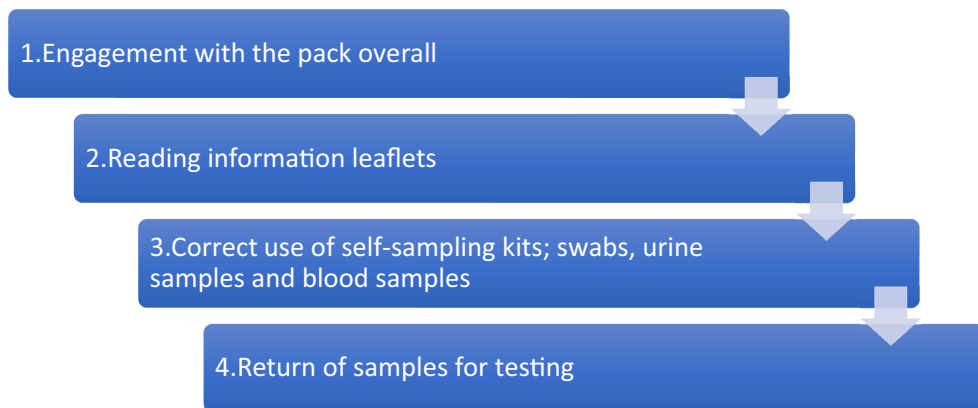 1.Engagement with the pack overall
2.Reading information leaflets
3.Correct use of self-sampling kits; swabs, urine
samples and blood samples
4.Return of samples for testing